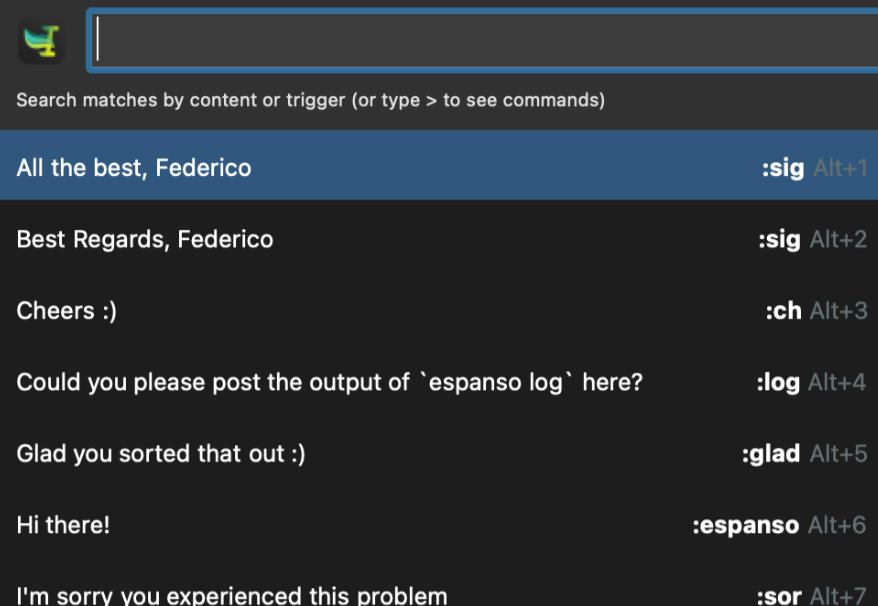 Search matches by content or trigger (or type > to see commands)
All the best, Federico :sig Alt+1
Best Regards, Federico :sig Alt+2
Cheers :) :ch Alt+3
Could you please post the output of `espanso log` here? :log Alt+4
Glad you sorted that out :) :glad Alt+5
Hi there! :espanso Alt+6
I'm sorry you experienced this problem :sor Alt+7